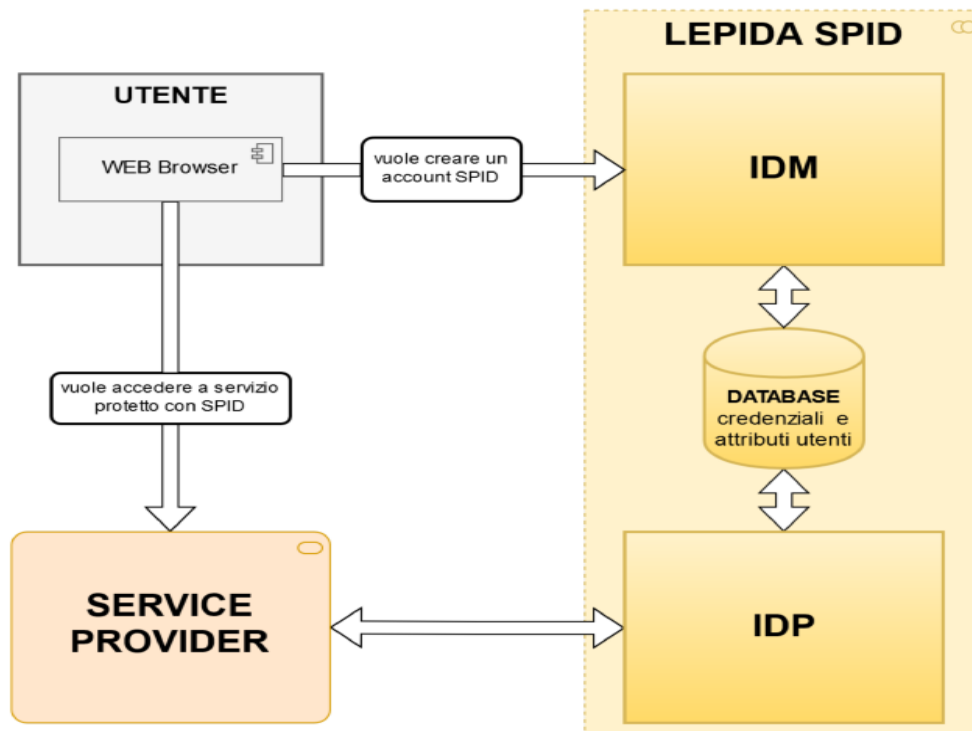 LEPIDA SPID
UTENTE
WEB Browser
vuole creare un
account SPID
IDM
vuole accedere a servizio
protetto con SPID
DATABASE
credenziali e
attributi utenti
SERVICE
PROVIDER
IDP